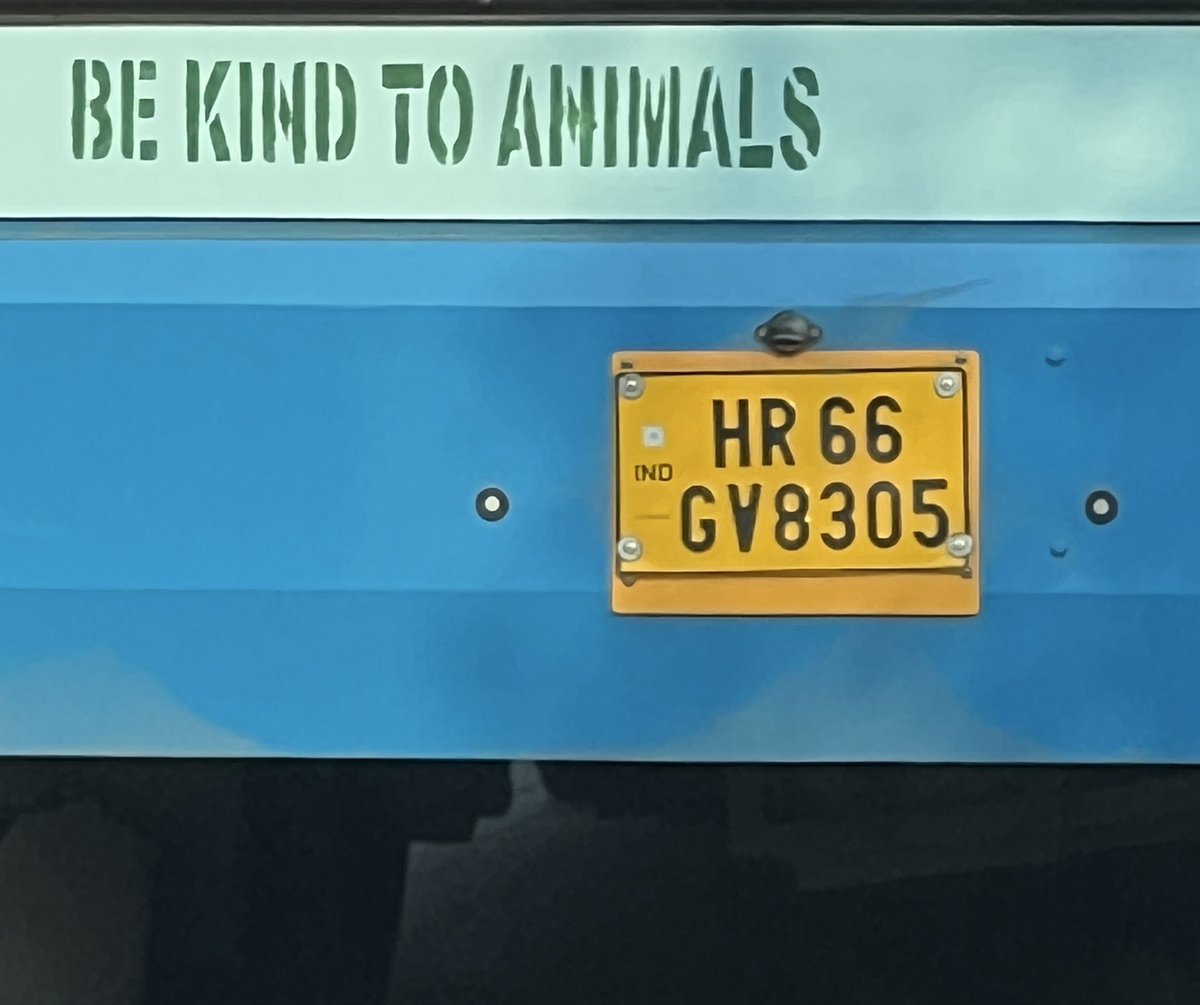 BE KIND TO ANIMALS
HR 66
IND
GV8305